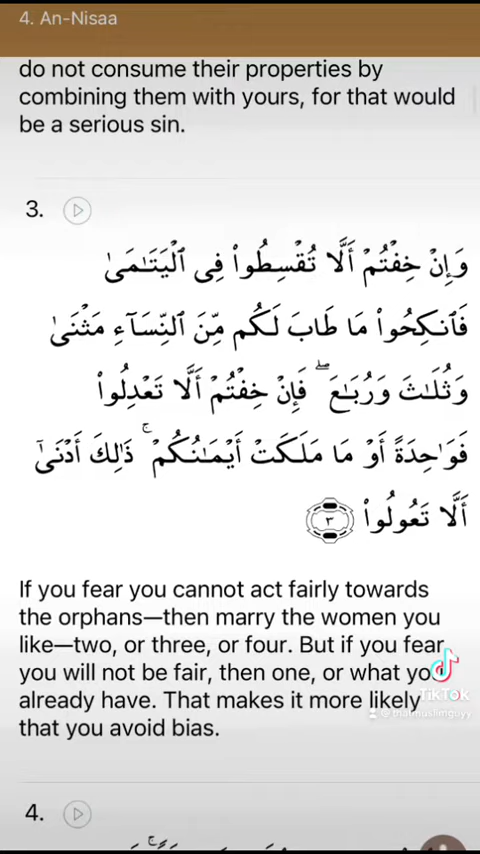 4. An-Nisaa
do not consume their properties by
combining them with yours, for that would
be a serious sin.
3.
وَإِنْ خِفْتُمْ أَلَّا تُقْسِطُوا۟ فِى ٱلْيَتَـٰمَىٰ
فَٱنكِحُوا۟ مَا طَابَ لَكُم مِّنَ ٱلنِّسَآءِ مَثْنَىٰ
وَثُلَـٰثَ وَرُبَـٰعَ ۖ فَإِنْ خِفْتُمْ أَلَّا تَعْدِلُوا۟
فَوَٰحِدَةً أَوْ مَا مَلَكَتْ أَيْمَـٰنُكُمْ ۚ ذَٰلِكَ أَدْنَىٰٓ
أَلَّا تَعُولُوا۟ ٣
If you fear you cannot act fairly towards
the orphans—then marry the women you
like—two, or three, or four. But if you fear
you will not be fair, then one, or what you
already have. That makes it more likely
that you avoid bias.
TikTok
@thatmuslimguyy
4.